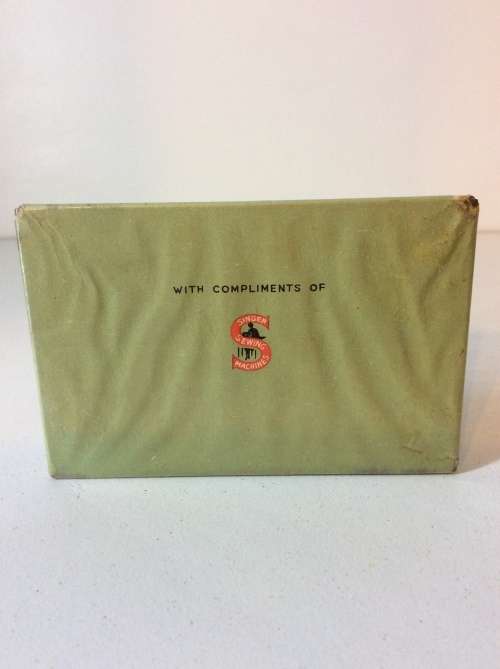 WITH COMPLIMENTS OF
SINGER
SEWING
MACHINES